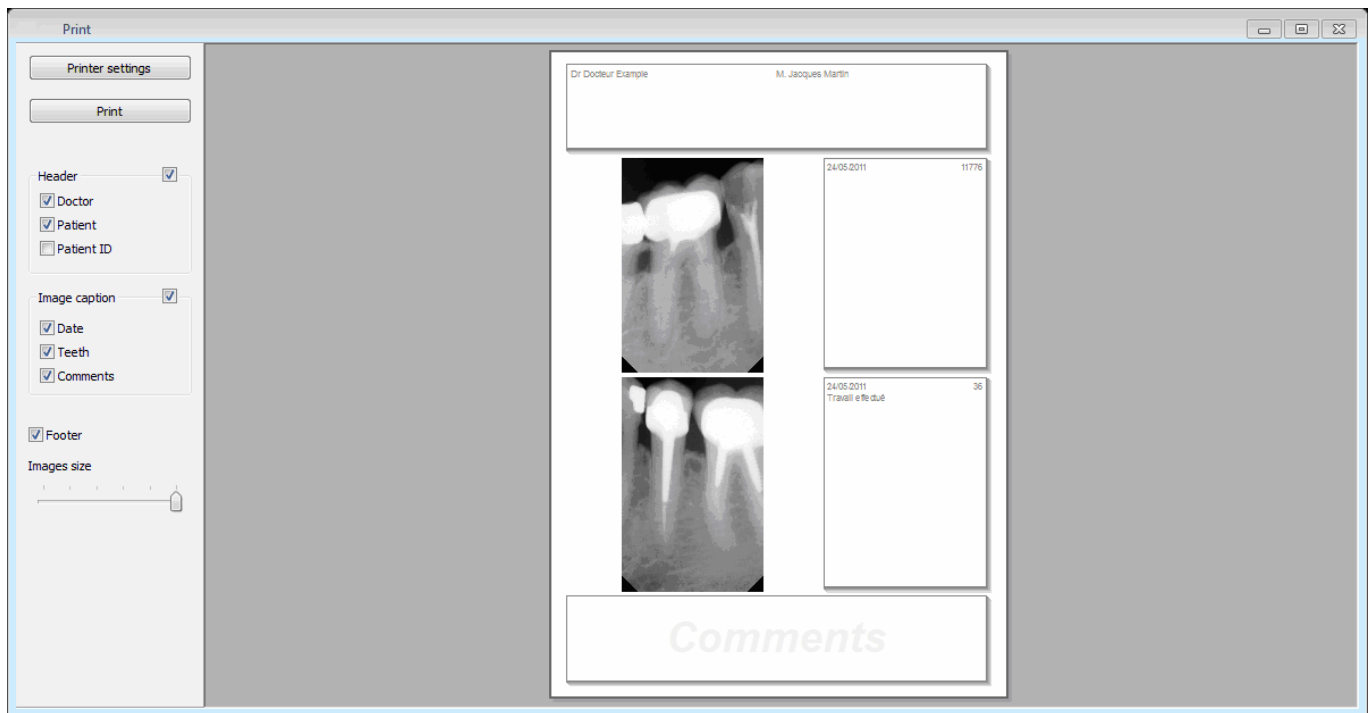 Print
Printer settings
Print
Header
Doctor
Patient
Patient ID
Image caption
Date
Teeth
Comments
Footer
Images size
Dr Docteur Example M. Jacques Martin
24/05/2011 11776
24/05/2011 36
Travail effectué
Comments